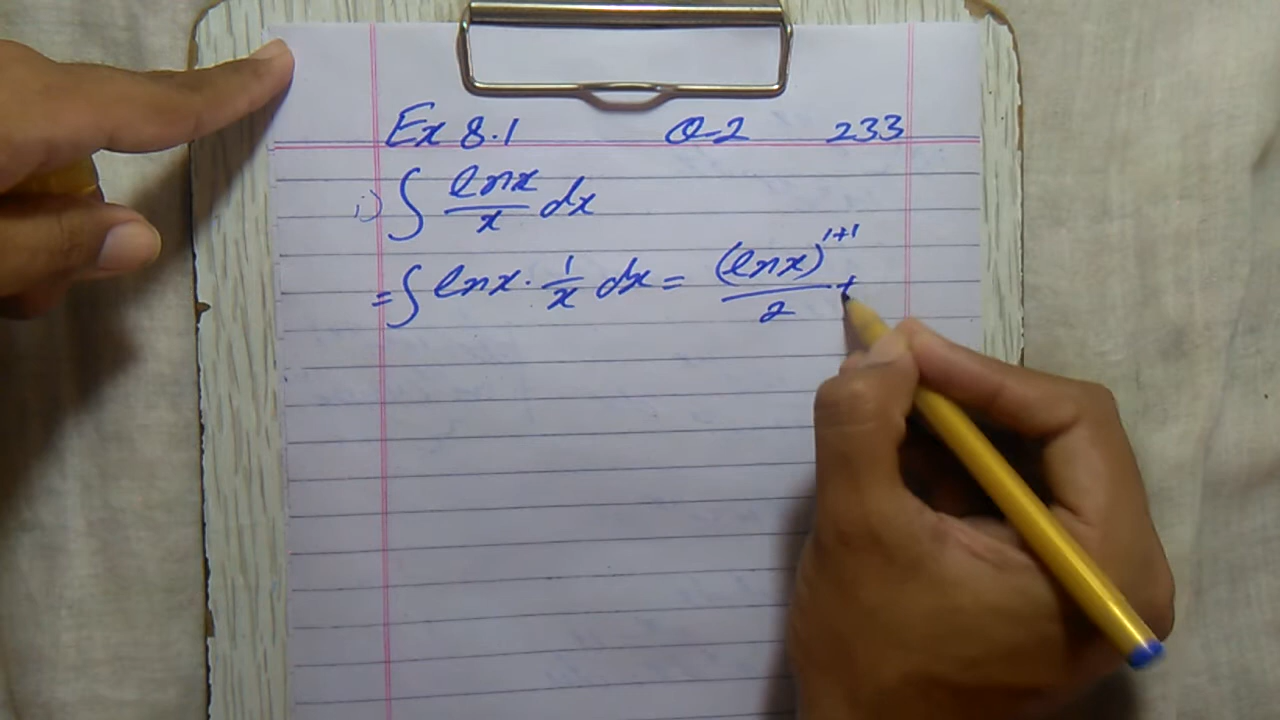 Ex 8.1 Q-2 233
i) ∫ lnx/x dx
= ∫ lnx · 1/x dx = (lnx)^1+1/2 +